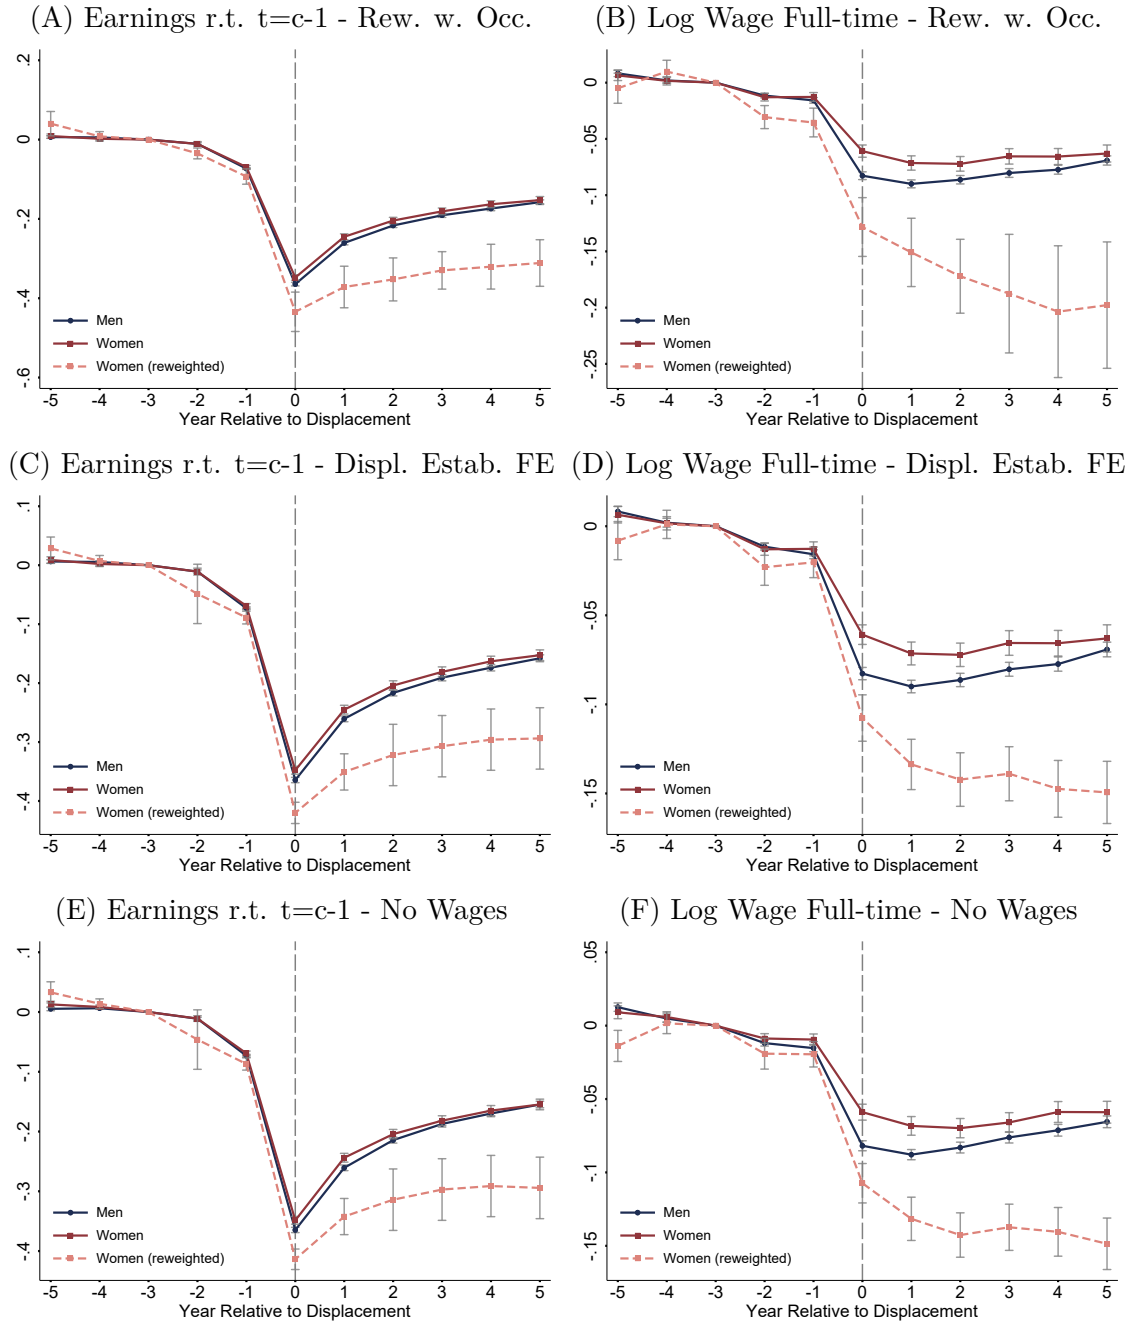 (A) Earnings r.t. t=c-1 - Rew. w. Occ.
.2
0
-.2
-.4
-.6
Men
Women
Women (reweighted)
-5 -4 -3 -2 -1 0 1 2 3 4 5
Year Relative to Displacement
(B) Log Wage Full-time - Rew. w. Occ.
0
-.05
-.1
-.15
-.2
-.25
Men
Women
Women (reweighted)
-5 -4 -3 -2 -1 0 1 2 3 4 5
Year Relative to Displacement
(C) Earnings r.t. t=c-1 - Displ. Estab. FE
.1
0
-.1
-.2
-.3
-.4
Men
Women
Women (reweighted)
-5 -4 -3 -2 -1 0 1 2 3 4 5
Year Relative to Displacement
(D) Log Wage Full-time - Displ. Estab. FE
0
-.05
-.1
-.15
Men
Women
Women (reweighted)
-5 -4 -3 -2 -1 0 1 2 3 4 5
Year Relative to Displacement
(E) Earnings r.t. t=c-1 - No Wages
.1
0
-.1
-.2
-.3
-.4
Men
Women
Women (reweighted)
-5 -4 -3 -2 -1 0 1 2 3 4 5
Year Relative to Displacement
(F) Log Wage Full-time - No Wages
.05
0
-.05
-.1
-.15
Men
Women
Women (reweighted)
-5 -4 -3 -2 -1 0 1 2 3 4 5
Year Relative to Displacement